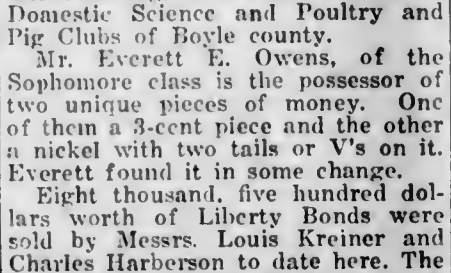 Domestic Science and Poultry and
Pig Clubs of Boyle county.
Mr. Everett E. Owens, of the
Sophomore class is the possessor of
two unique pieces of money. One
of them a 3-cent piece and the other
a nickel with two tails or V's on it.
Everett found it in some change.
Eight thousand, five hundred dol-
lars worth of Liberty Bonds were
sold by Messrs. Louis Kreiner and
Charles Harberson to date here. The